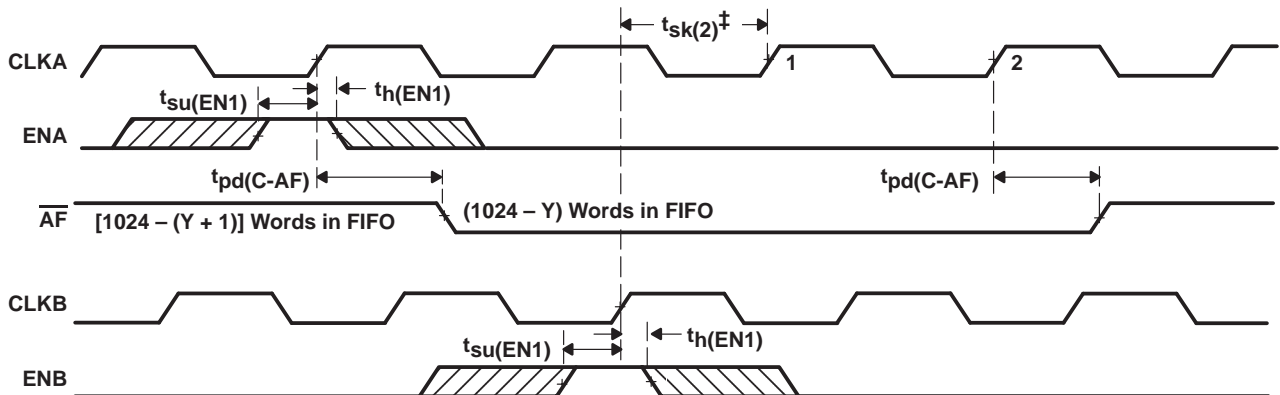 tsk(2)‡
CLKA
1
2
tsu(EN1)
th(EN1)
ENA
tpd(C-AF)
tpd(C-AF)
AF
[1024 – (Y + 1)] Words in FIFO
(1024 – Y) Words in FIFO
CLKB
tsu(EN1)
th(EN1)
ENB